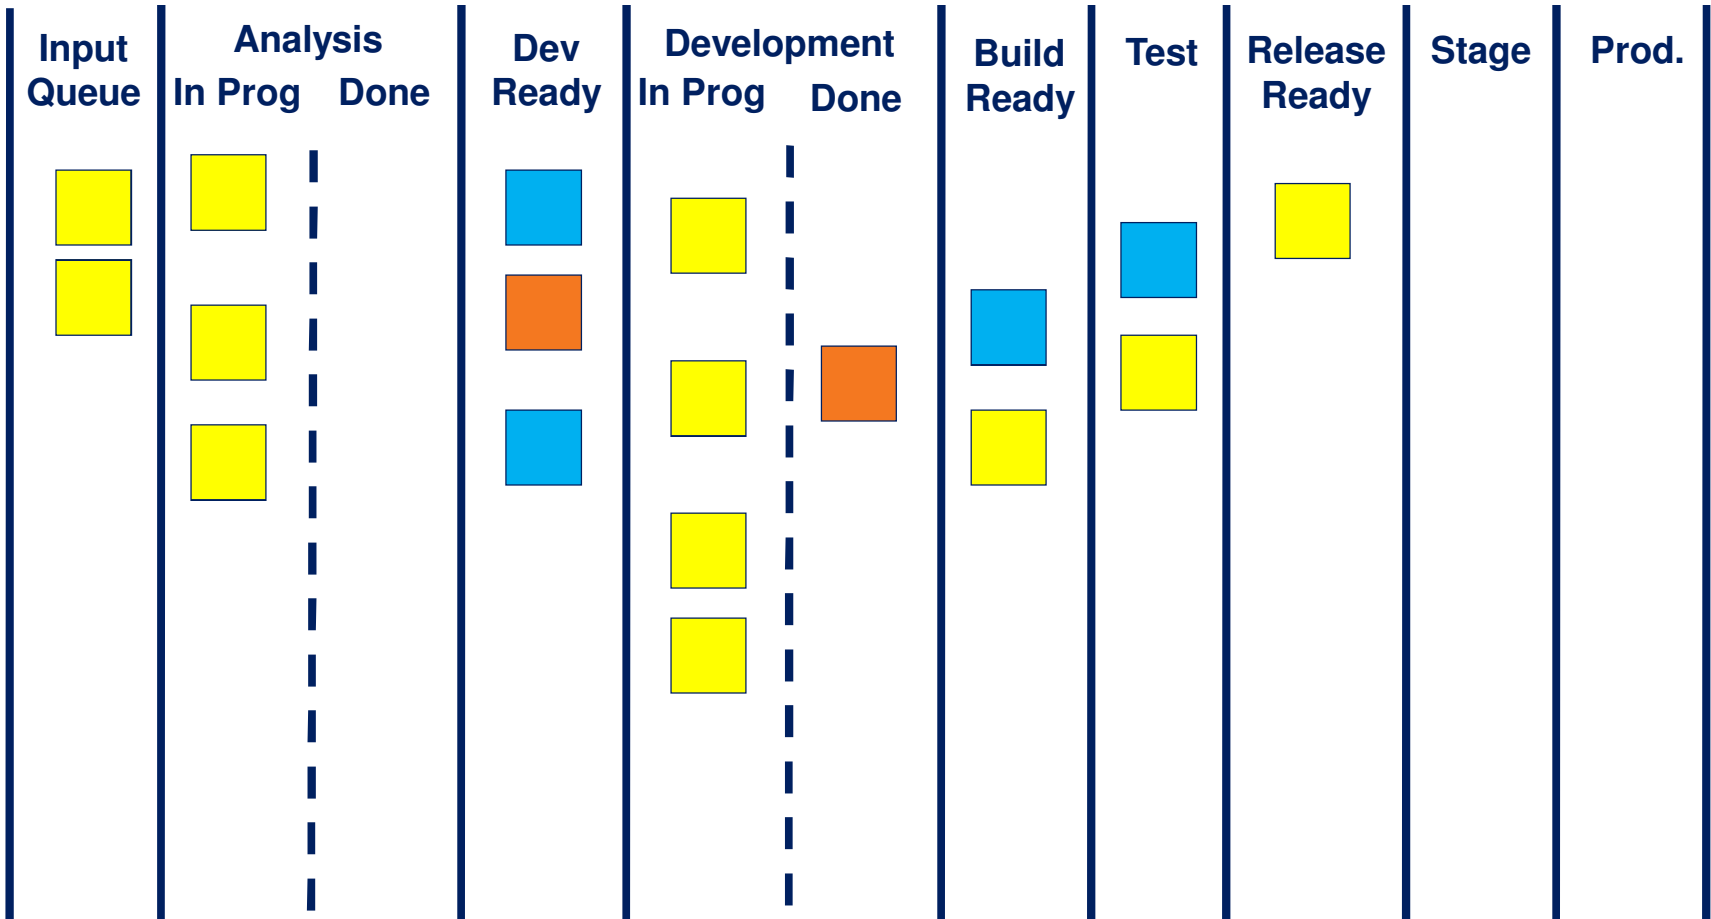 Input
Queue
Analysis
In Prog
Done
Dev
Ready
Development
In Prog
Done
Build
Ready
Test
Release
Ready
Stage
Prod.